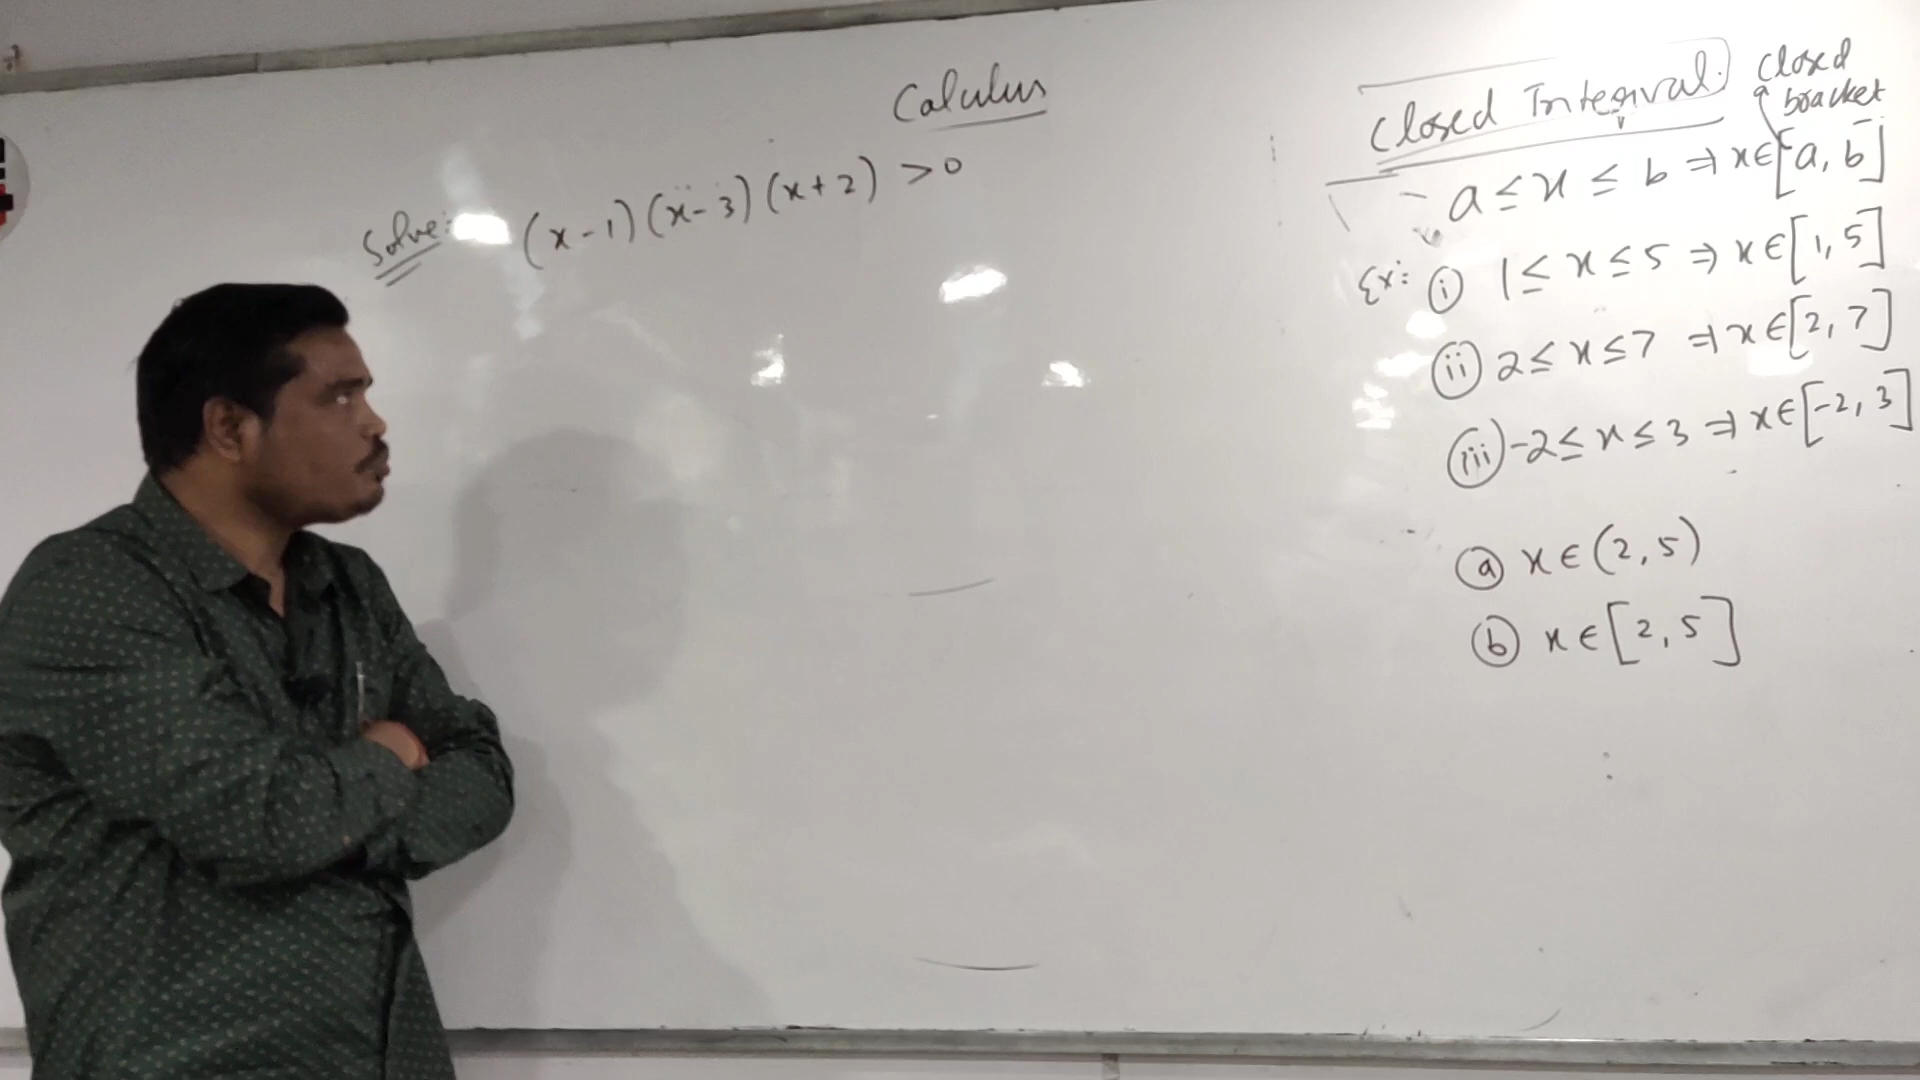 Calulus
Solve: (x-1)(x-3)(x+2) >0
Closed Interval
closed
bracket
a ≤ x ≤ b ⇒ x∈[a, b]
Ex: (i) 1 ≤ x ≤ 5 ⇒ x∈[1, 5]
(ii) 2 ≤ x ≤ 7 ⇒ x∈[2, 7]
(iii) -2 ≤ x ≤ 3 ⇒ x∈[-2, 3]
(a) x∈(2, 5)
(b) x∈[2, 5]